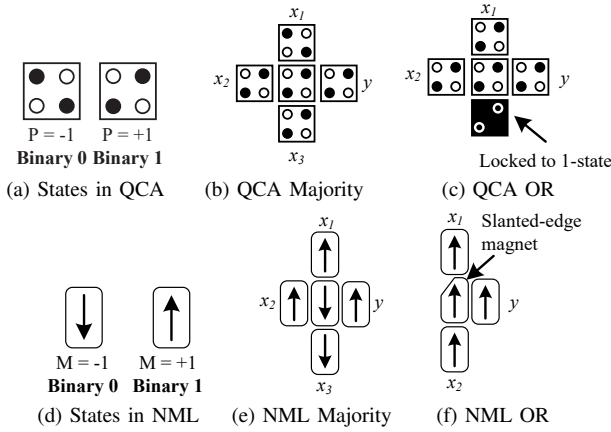 x1
x1
x2
y
x2
y
P = -1
P = +1
Binary 0
Binary 1
x3
Locked to 1-state
(a) States in QCA
(b) QCA Majority
(c) QCA OR
x1
x1
Slanted-edge
magnet
x2
y
y
M = -1
M = +1
Binary 0
Binary 1
x3
x2
(d) States in NML
(e) NML Majority
(f) NML OR